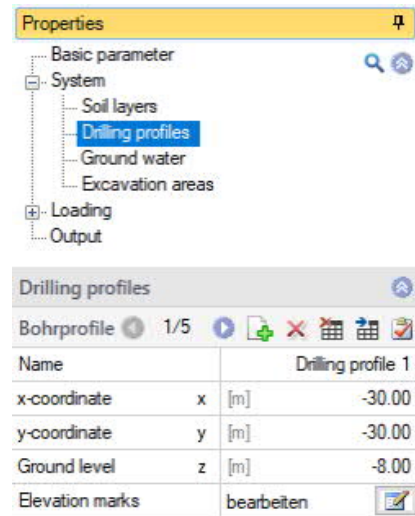 Properties
Basic parameter
System
Soil layers
Drilling profiles
Ground water
Excavation areas
Loading
Output
Drilling profiles
Bohrprofile 1/5
Name Drilling profile 1
x-coordinate x [m] -30.00
y-coordinate y [m] -30.00
Ground level z [m] -8.00
Elevation marks bearbeiten